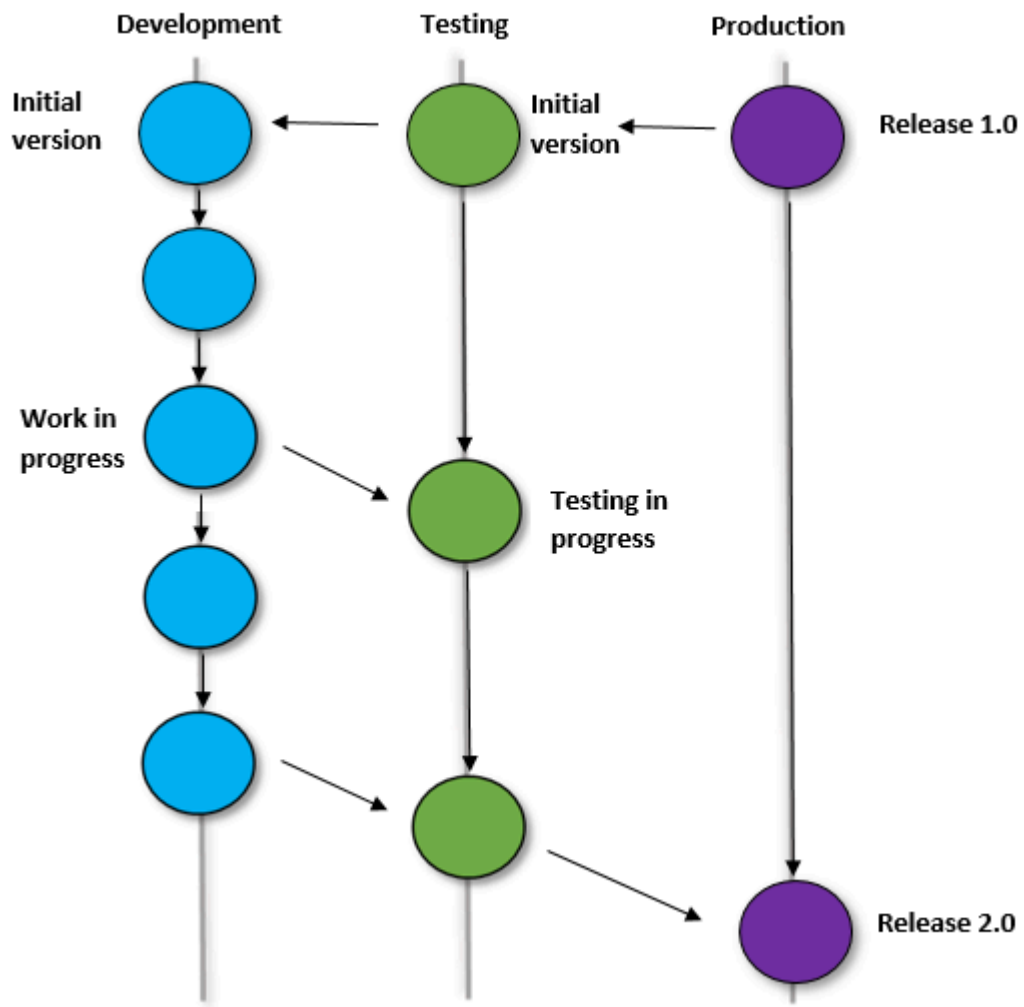 Development
Testing
Production
Initial
version
Initial
version
Release 1.0
Work in
progress
Testing in
progress
Release 2.0